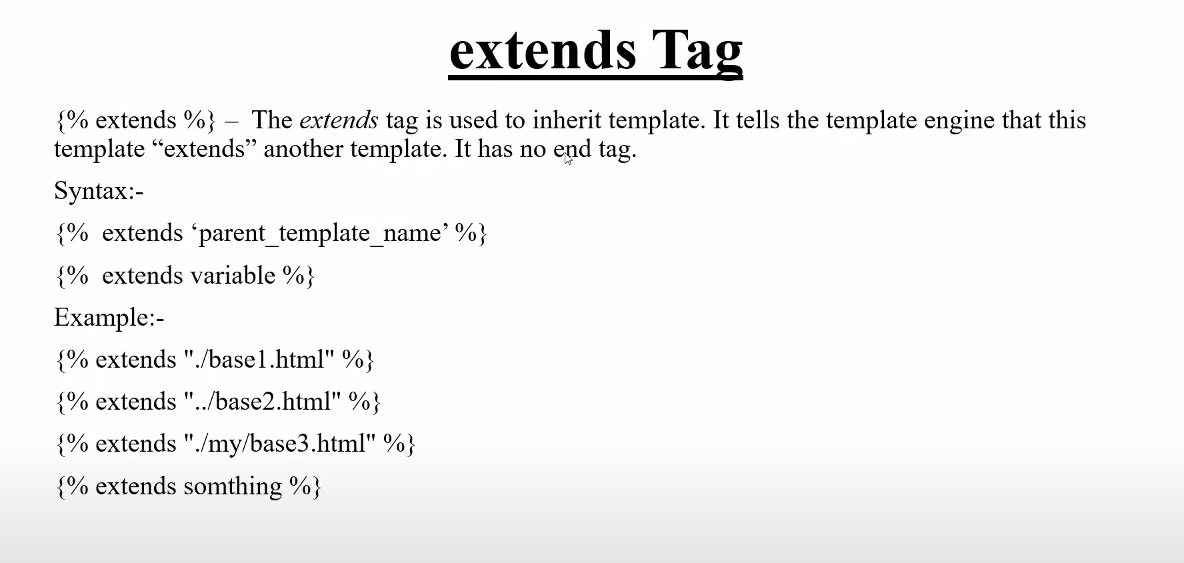 extends Tag
{% extends %} – The extends tag is used to inherit template. It tells the template engine that this
template “extends” another template. It has no end tag.
Syntax:-
{% extends ‘parent_template_name’ %}
{% extends variable %}
Example:-
{% extends "./base1.html" %}
{% extends "../base2.html" %}
{% extends "./my/base3.html" %}
{% extends somthing %}